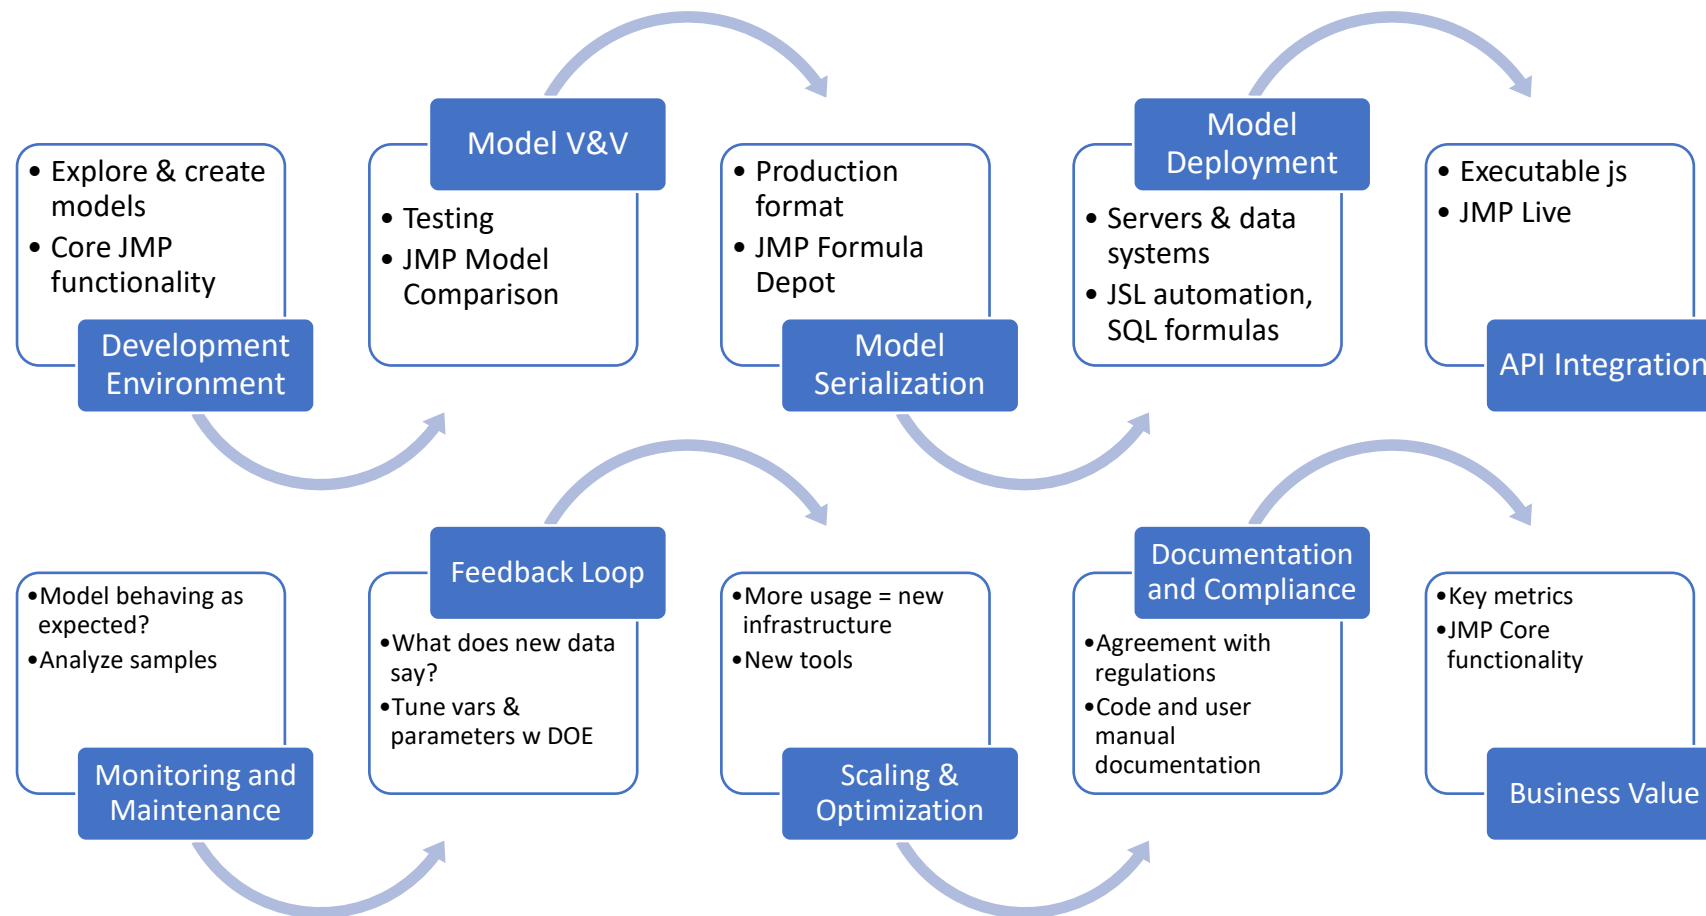 • Explore & create
models
• Core JMP
functionality
Development
Environment
Model V&V
• Testing
• JMP Model
Comparison
• Production
format
• JMP Formula
Depot
Model
Serialization
Model
Deployment
• Servers & data
systems
• JSL automation,
SQL formulas
• Executable js
• JMP Live
API Integration
•Model behaving as
expected?
•Analyze samples
Monitoring and
Maintenance
Feedback Loop
•What does new data
say?
•Tune vars &
parameters w DOE
•More usage = new
infrastructure
•New tools
Scaling &
Optimization
Documentation
and Compliance
•Agreement with
regulations
•Code and user
manual
documentation
•Key metrics
•JMP Core
functionality
Business Value